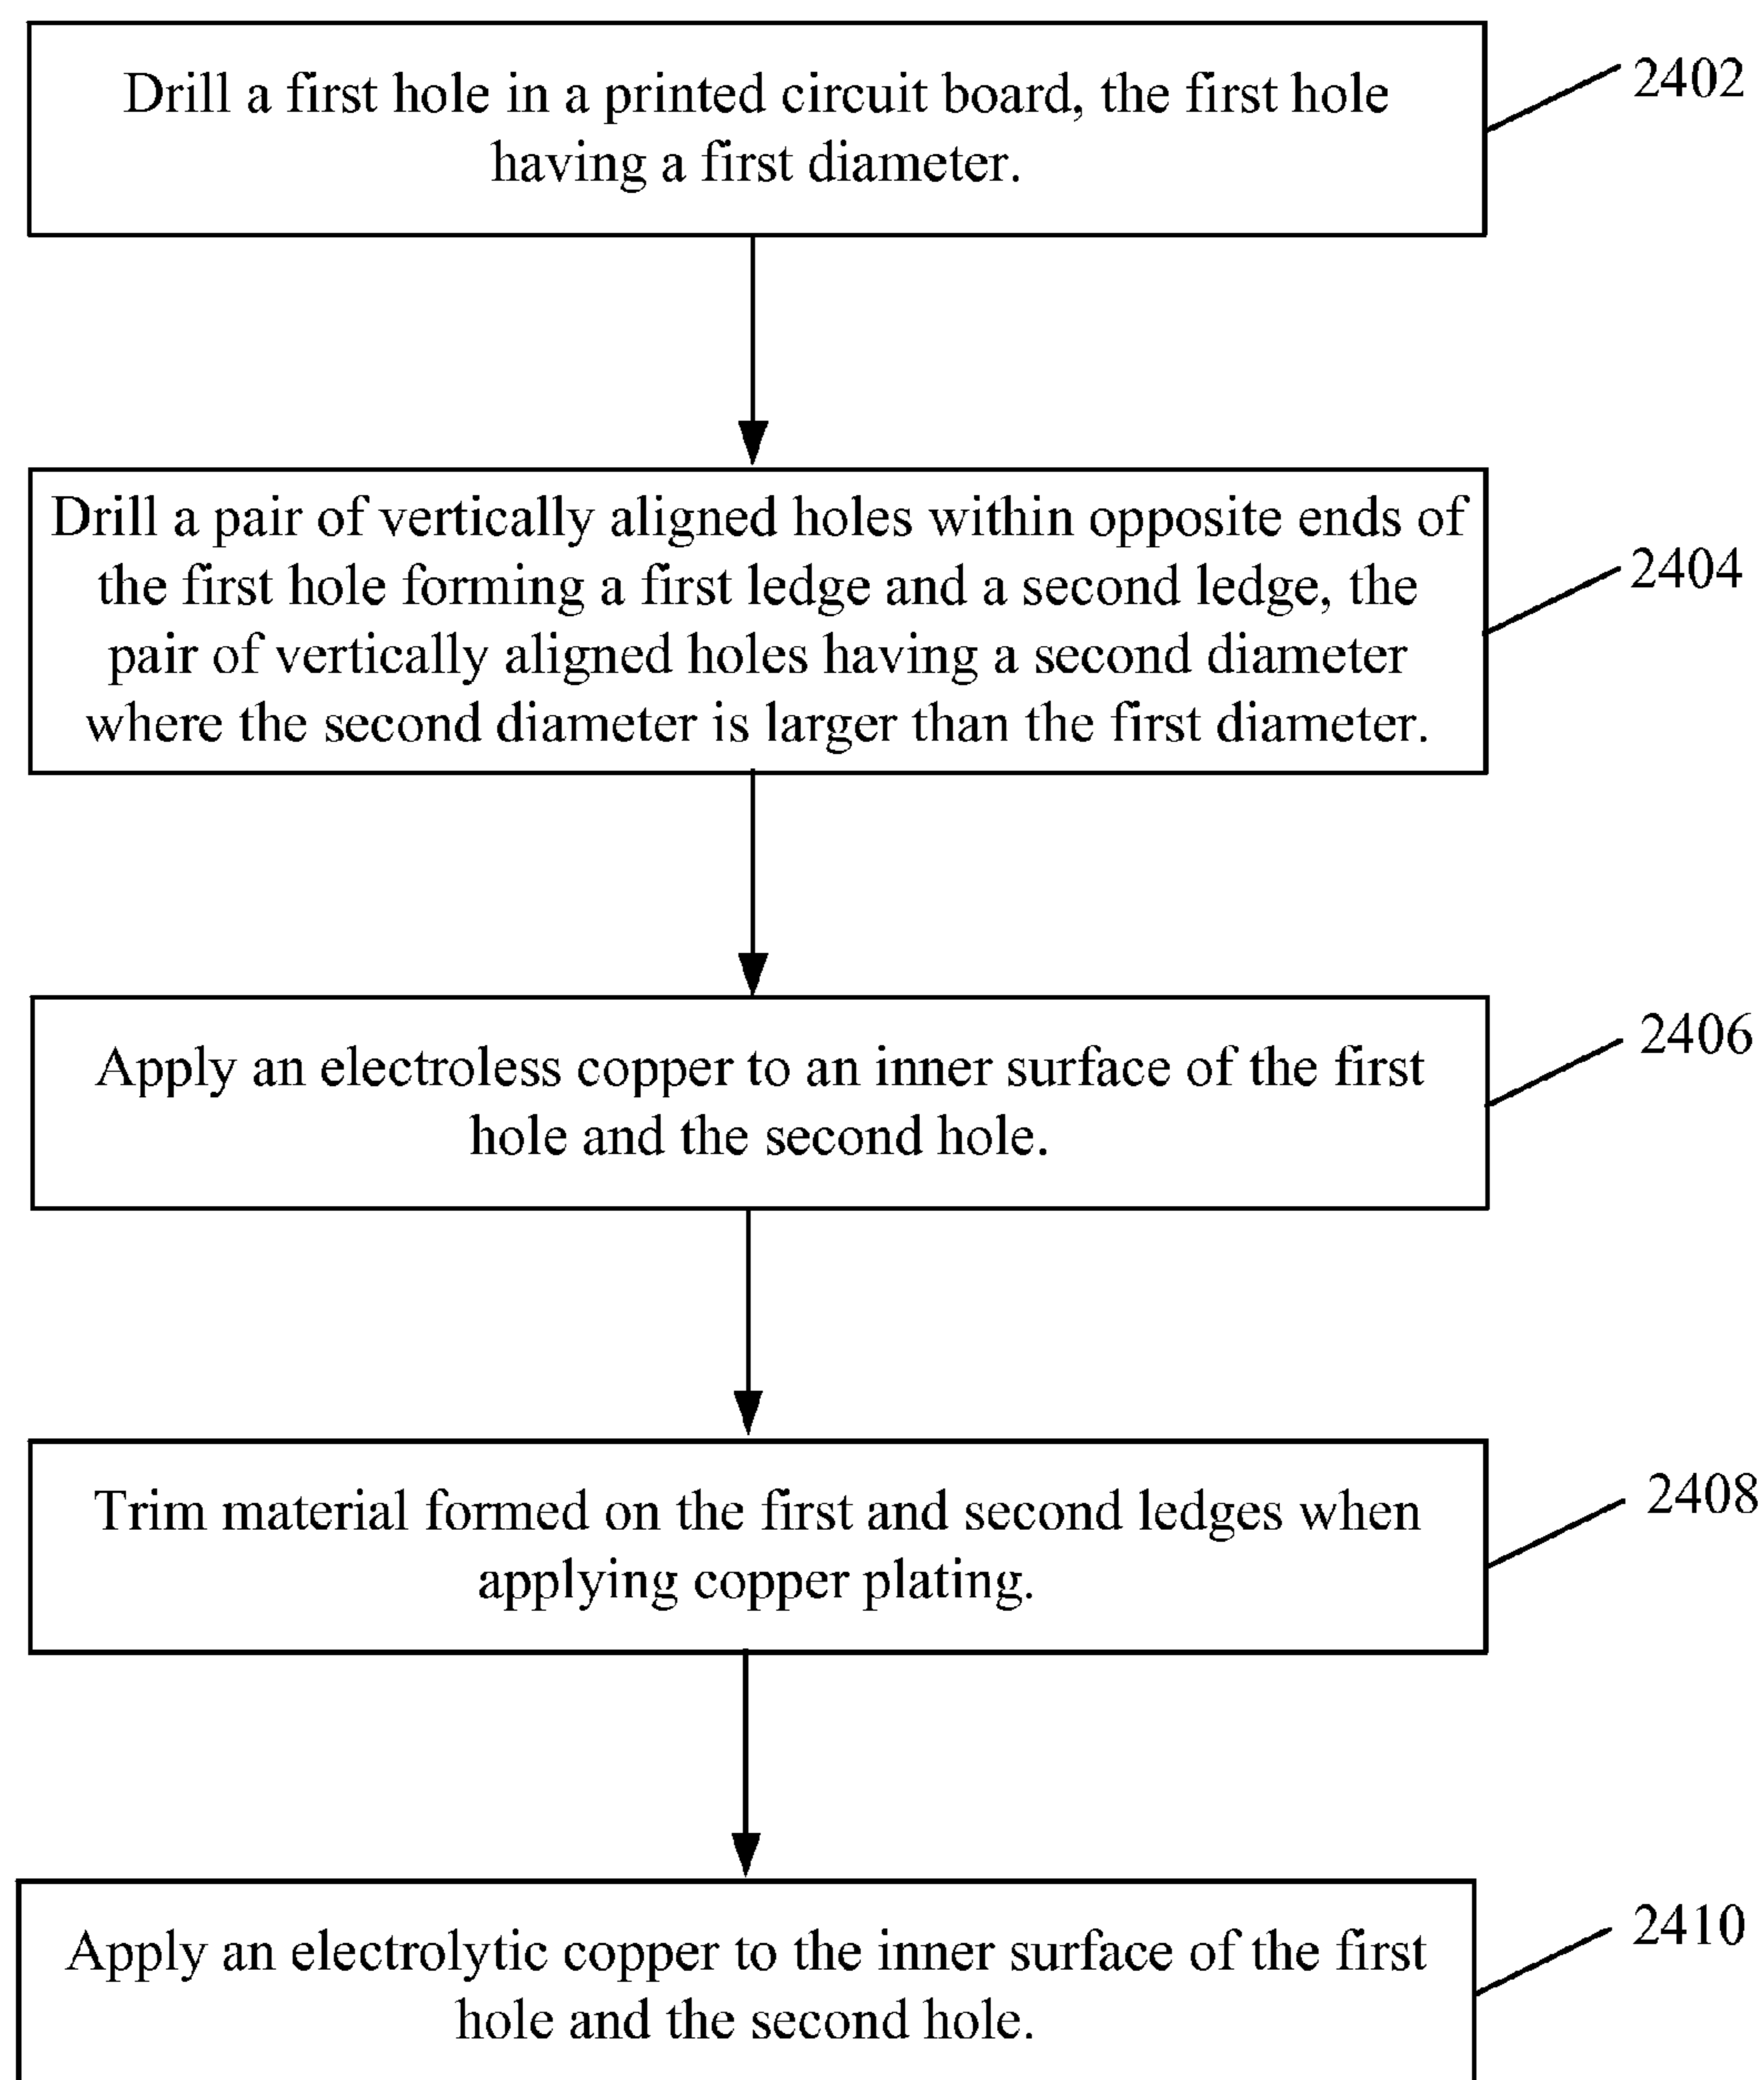 Drill a first hole in a printed circuit board, the first hole
having a first diameter.
2402
Drill a pair of vertically aligned holes within opposite ends of
the first hole forming a first ledge and a second ledge, the
pair of vertically aligned holes having a second diameter
where the second diameter is larger than the first diameter.
2404
Apply an electroless copper to an inner surface of the first
hole and the second hole.
2406
Trim material formed on the first and second ledges when
applying copper plating.
2408
Apply an electrolytic copper to the inner surface of the first
hole and the second hole.
2410